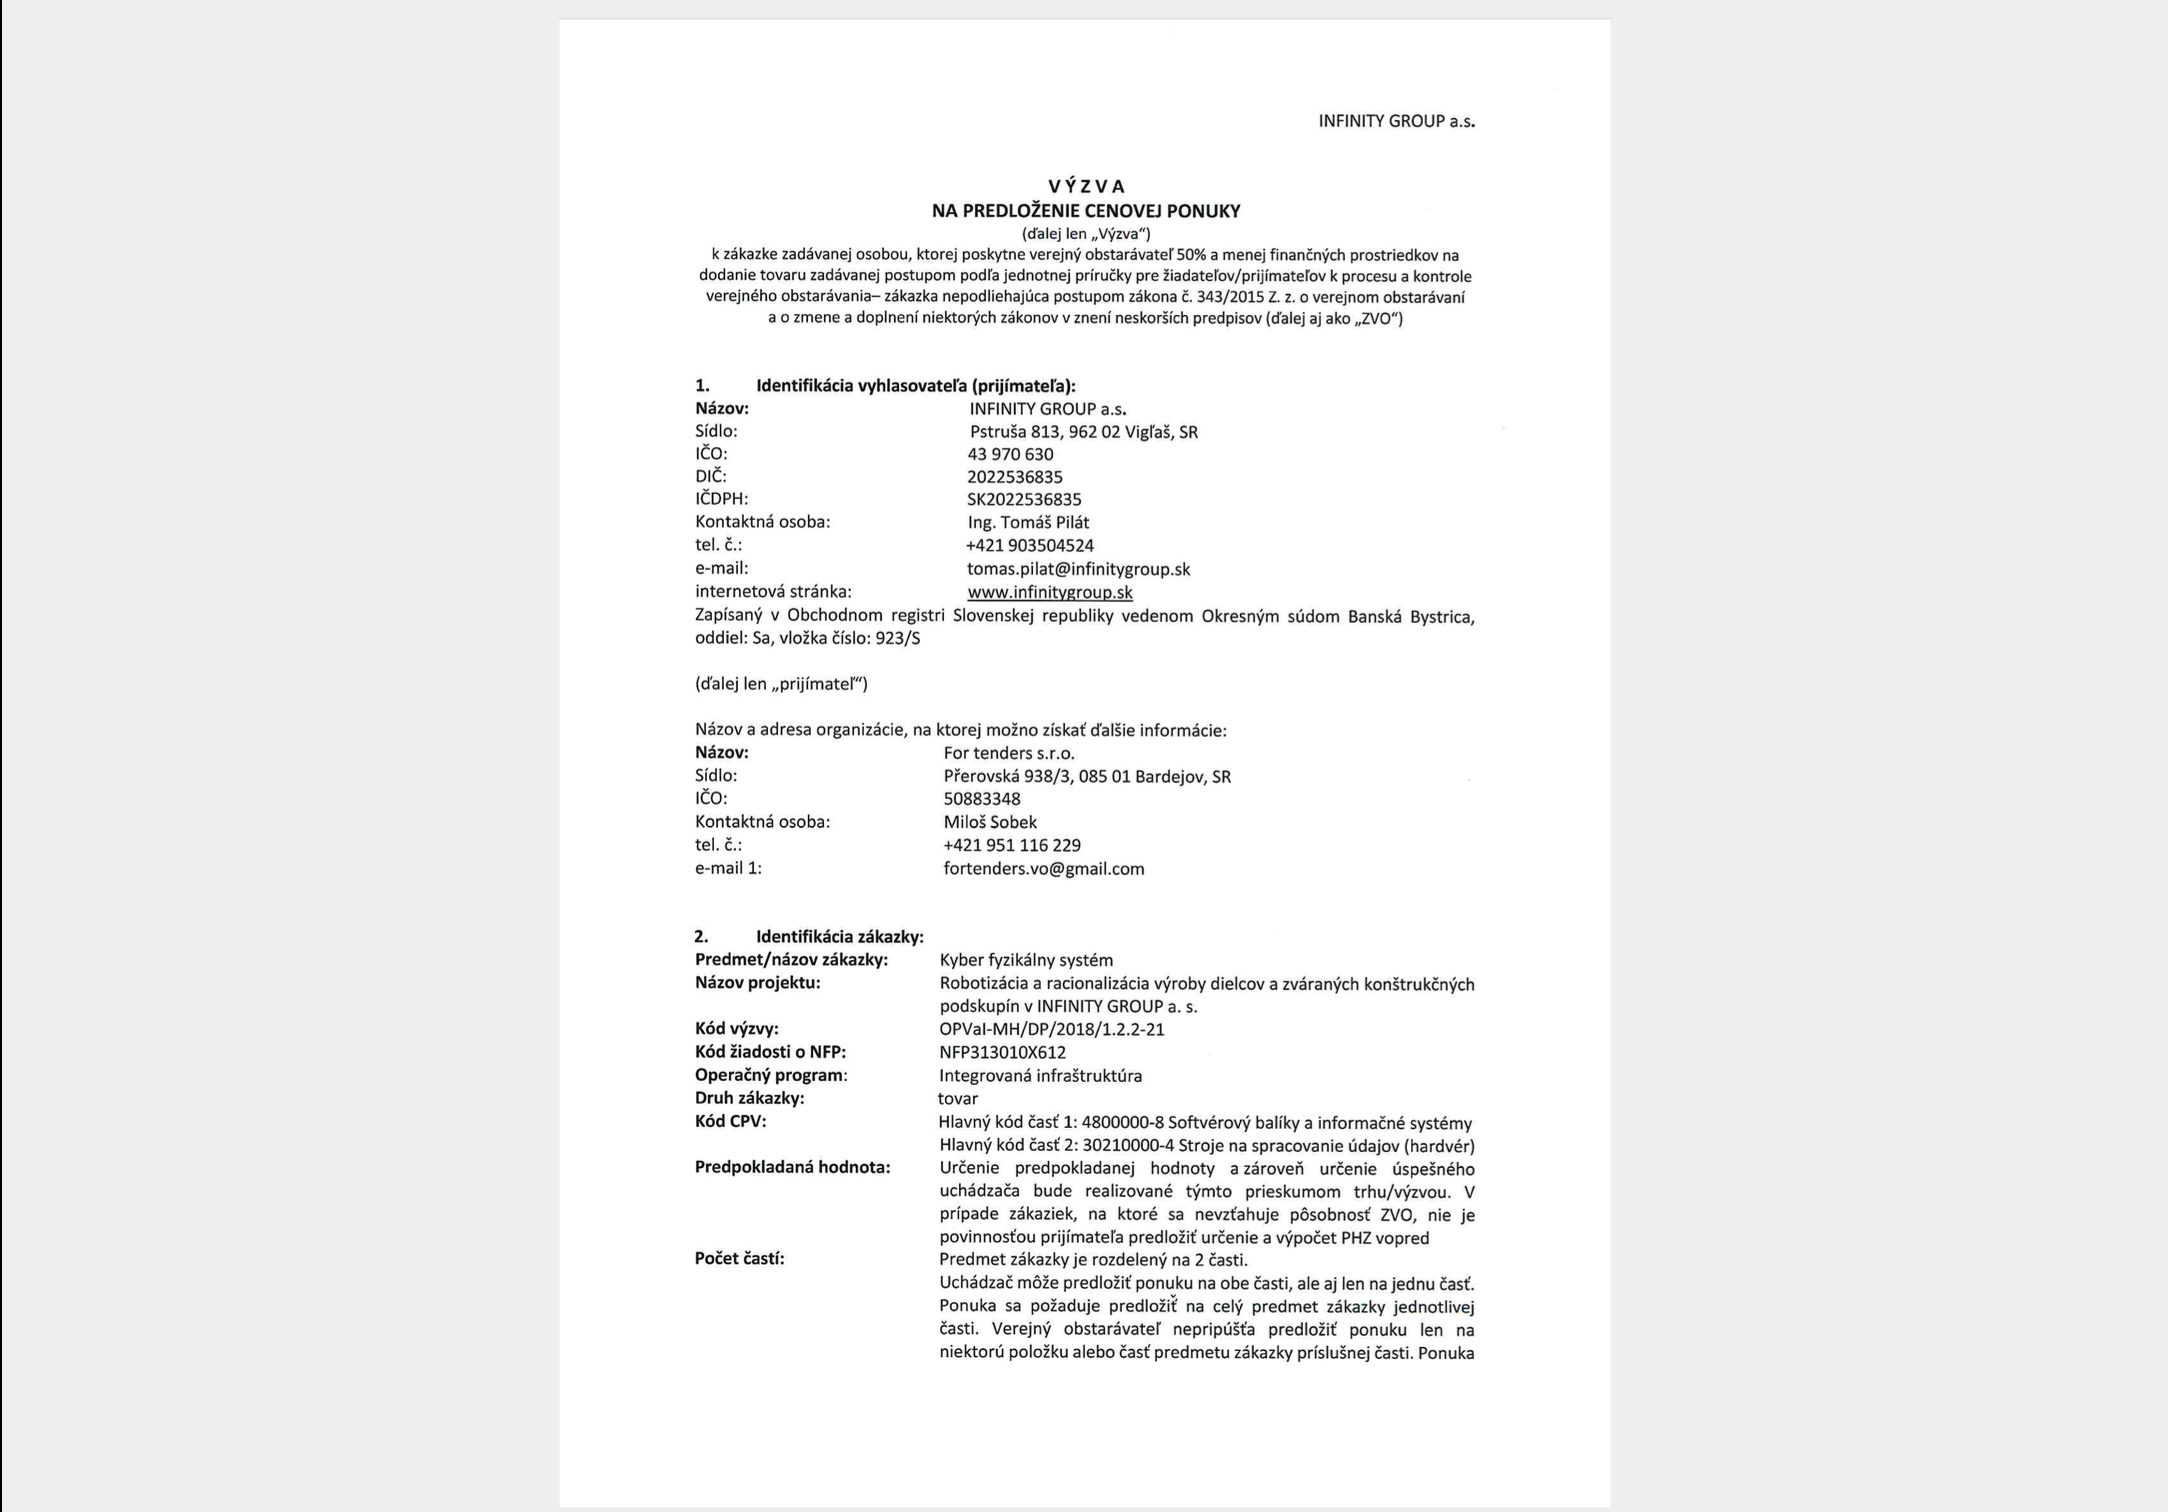 INFINITY GROUP a.s.
VÝZVA
NA PREDLOŽENIE CENOVEJ PONUKY
(ďalej len „Výzva“)
k zákazke zadávanej osobou, ktorej poskytne verejný obstarávateľ 50% a menej finančných prostriedkov na
dodanie tovaru zadávanej postupom podľa jednotnej príručky pre žiadateľov/prijímateľov k procesu a kontrole
verejného obstarávania– zákazka nepodliehajúca postupom zákona č. 343/2015 Z. z. o verejnom obstarávaní
a o zmene a doplnení niektorých zákonov v znení neskorších predpisov (ďalej aj ako „ZVO“)
1. Identifikácia vyhlasovateľa (prijímateľa):
Názov: INFINITY GROUP a.s.
Sídlo: Pstruša 813, 962 02 Vigľaš, SR
IČO: 43 970 630
DIČ: 2022536835
IČDPH: SK2022536835
Kontaktná osoba: Ing. Tomáš Pilát
tel. č.: +421 903504524
e-mail: tomas.pilat@infinitygroup.sk
internetová stránka: www.infinitygroup.sk
Zapísaný v Obchodnom registri Slovenskej republiky vedenom Okresným súdom Banská Bystrica,
oddiel: Sa, vložka číslo: 923/S
(ďalej len „prijímateľ“)
Názov a adresa organizácie, na ktorej možno získať ďalšie informácie:
Názov: For tenders s.r.o.
Sídlo: Přerovská 938/3, 085 01 Bardejov, SR
IČO: 50883348
Kontaktná osoba: Miloš Sobek
tel. č.: +421 951 116 229
e-mail 1: fortenders.vo@gmail.com
2. Identifikácia zákazky:
Predmet/názov zákazky: Kyber fyzikálny systém
Názov projektu: Robotizácia a racionalizácia výroby dielcov a zváraných konštrukčných
podskupín v INFINITY GROUP a. s.
Kód výzvy: OPVaI-MH/DP/2018/1.2.2-21
Kód žiadosti o NFP: NFP313010X612
Operačný program: Integrovaná infraštruktúra
Druh zákazky: tovar
Kód CPV: Hlavný kód časť 1: 4800000-8 Softvérový balíky a informačné systémy
Hlavný kód časť 2: 30210000-4 Stroje na spracovanie údajov (hardvér)
Predpokladaná hodnota: Určenie predpokladanej hodnoty a zároveň určenie úspešného
uchádzača bude realizované týmto prieskumom trhu/výzvou. V
prípade zákaziek, na ktoré sa nevzťahuje pôsobnosť ZVO, nie je
povinnosťou prijímateľa predložiť určenie a výpočet PHZ vopred
Počet častí: Predmet zákazky je rozdelený na 2 časti.
Uchádzač môže predložiť ponuku na obe časti, ale aj len na jednu časť.
Ponuka sa požaduje predložiť na celý predmet zákazky jednotlivej
časti. Verejný obstarávateľ nepripúšťa predložiť ponuku len na
niektorú položku alebo časť predmetu zákazky príslušnej časti. Ponuka